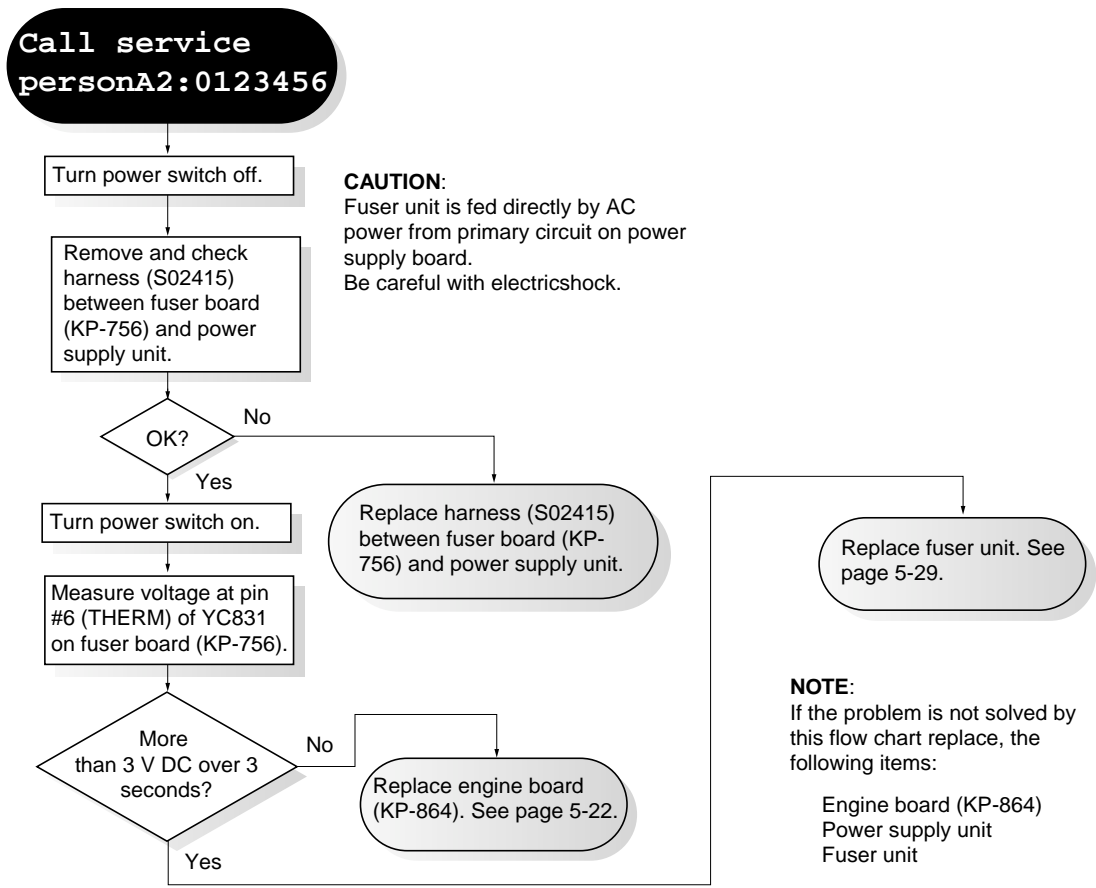 Call service
personA2:0123456
Turn power switch off.
CAUTION:
Fuser unit is fed directly by AC
power from primary circuit on power
supply board.
Be careful with electricshock.
Remove and check
harness (S02415)
between fuser board
(KP-756) and power
supply unit.
OK?
No
Yes
Replace harness (S02415)
between fuser board (KP-
756) and power supply unit.
Turn power switch on.
Measure voltage at pin
#6 (THERM) of YC831
on fuser board (KP-756).
More
than 3 V DC over 3
seconds?
No
Replace engine board
(KP-864). See page 5-22.
Yes
Replace fuser unit. See
page 5-29.
NOTE:
If the problem is not solved by
this flow chart replace, the
following items:
Engine board (KP-864)
Power supply unit
Fuser unit